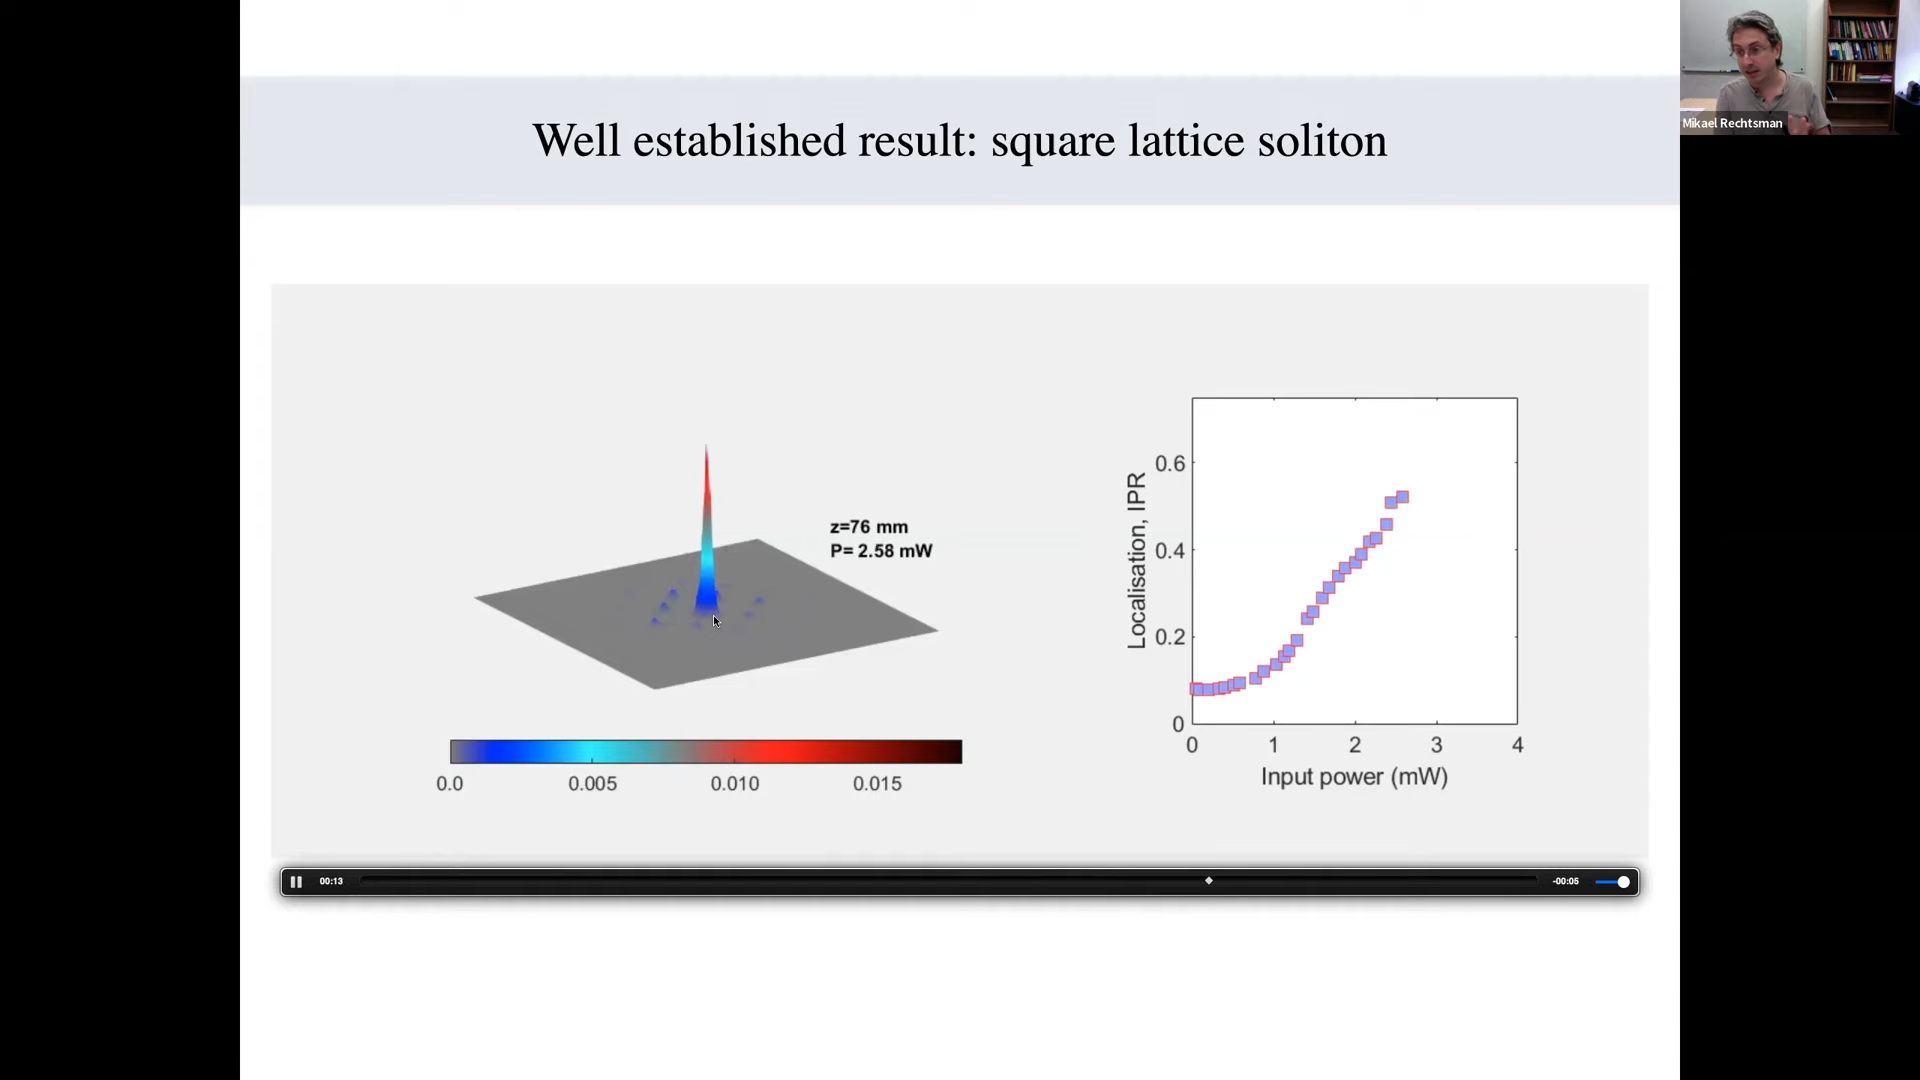 Mikael Rechtsman
Well established result: square lattice soliton
z=76 mm
P= 2.58 mW
0.0
0.005
0.010
0.015
Localisation, IPR
0.6
0.4
0.2
0
0
1
2
3
4
Input power (mW)
00:13
-00:05